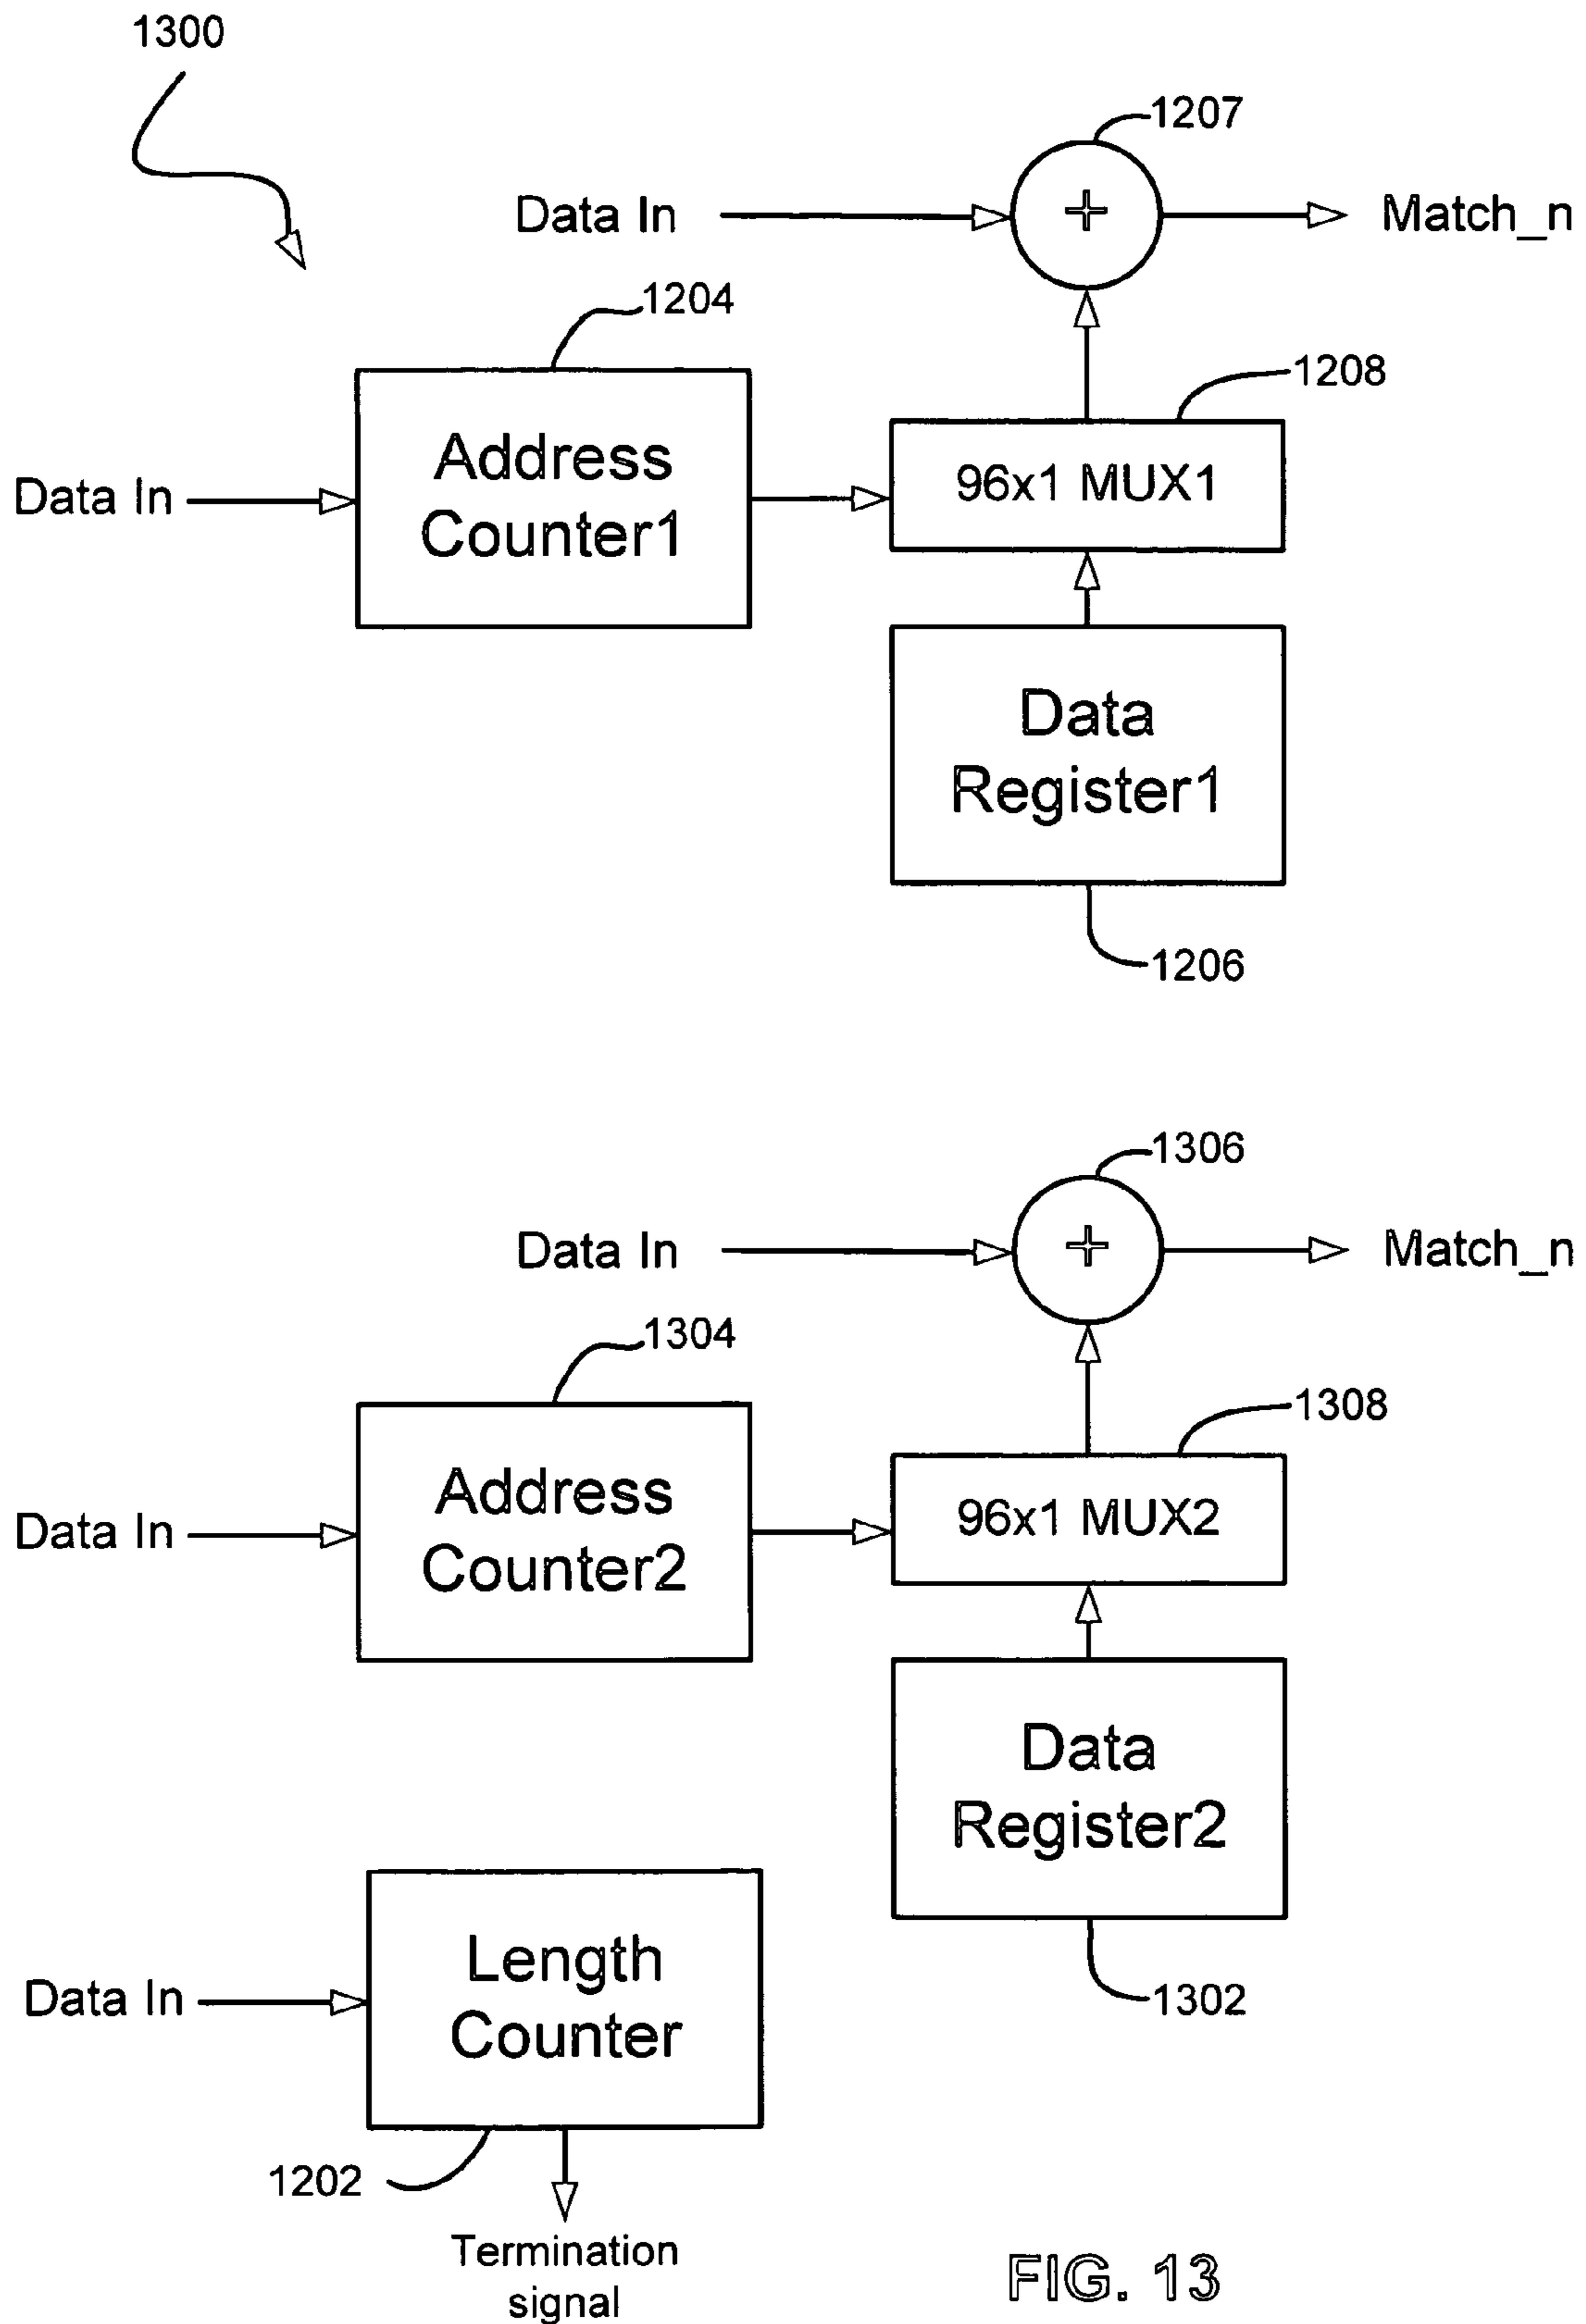 1300
1207
Data In
+
Match_n
1204
1208
Address
Counter1
Data In
96x1 MUX1
Data
Register1
1206
1306
Data In
+
Match_n
1304
1308
Address
Counter2
Data In
96x1 MUX2
Data
Register2
1302
Length
Counter
Data In
1202
Termination
signal
FIG. 13